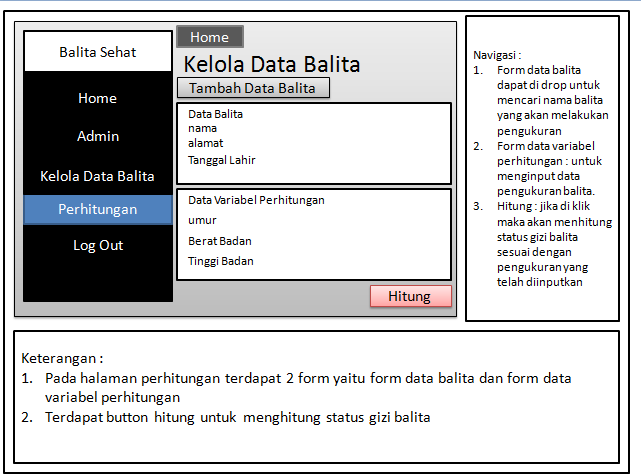 Balita Sehat
Home
Admin
Kelola Data Balita
Perhitungan
Log Out
Home
Kelola Data Balita
Tambah Data Balita
Data Balita
nama
alamat
Tanggal Lahir
Data Variabel Perhitungan
umur
Berat Badan
Tinggi Badan
Hitung
Navigasi :
1. Form data balita
dapat di drop untuk
mencari nama balita
yang akan melakukan
pengukuran
2. Form data variabel
perhitungan : untuk
menginput data
pengukuran balita.
3. Hitung : jika di klik
maka akan menhitung
status gizi balita
sesuai dengan
pengukuran yang
telah diinputkan
Keterangan :
1. Pada halaman perhitungan terdapat 2 form yaitu form data balita dan form data
variabel perhitungan
2. Terdapat button hitung untuk menghitung status gizi balita